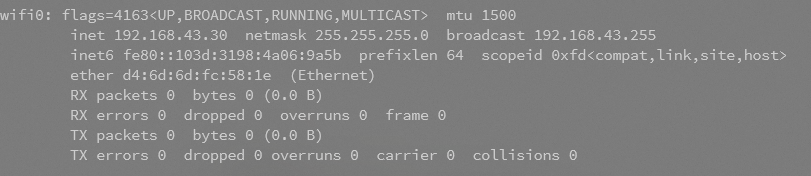 wifi0: flags=4163<UP,BROADCAST,RUNNING,MULTICAST>  mtu 1500
inet 192.168.43.30  netmask 255.255.255.0  broadcast 192.168.43.255
inet6 fe80::103d:3198:4a06:9a5b  prefixlen 64  scopeid 0xfd<compat,link,site,host>
ether d4:6d:6d:fc:58:1e  (Ethernet)
RX packets 0  bytes 0 (0.0 B)
RX errors 0  dropped 0  overruns 0  frame 0
TX packets 0  bytes 0 (0.0 B)
TX errors 0  dropped 0 overruns 0  carrier 0  collisions 0